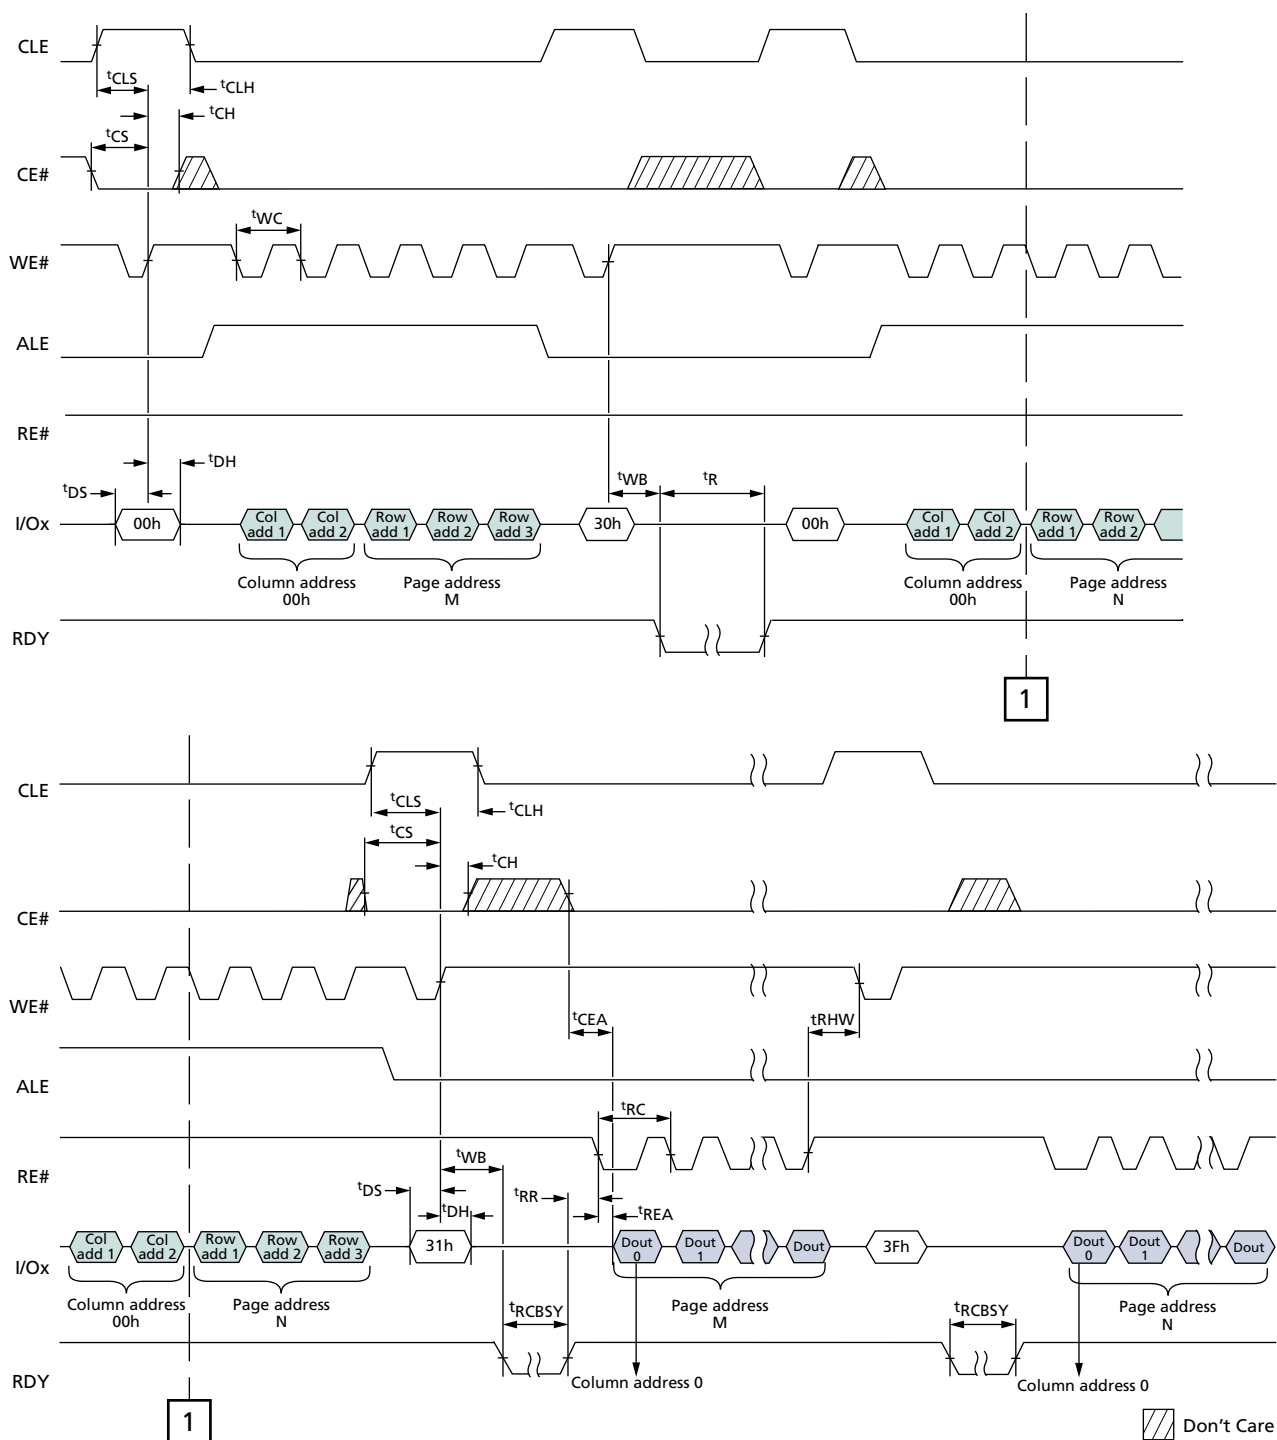 CLE
tCLS
tCLH
tCH
tCS
CE#
tWC
WE#
ALE
RE#
tDH
tDS
tWB
tR
I/Ox
00h
Col add 1
Col add 2
Row add 1
Row add 2
Row add 3
30h
00h
Col add 1
Col add 2
Row add 1
Row add 2
Column address
00h
Page address
M
Column address
00h
Page address
N
RDY
1
CLE
tCLS
tCLH
tCS
tCH
CE#
WE#
tCEA
tRHW
ALE
tRC
RE#
tWB
tDS
tRR
tDH
tREA
I/Ox
Col add 1
Col add 2
Row add 1
Row add 2
Row add 3
31h
Dout 0
Dout 1
Dout
3Fh
Dout 0
Dout 1
Dout
Column address
00h
Page address
N
tRCBSY
Page address
M
tRCBSY
Page address
N
RDY
Column address 0
Column address 0
1
Don't Care